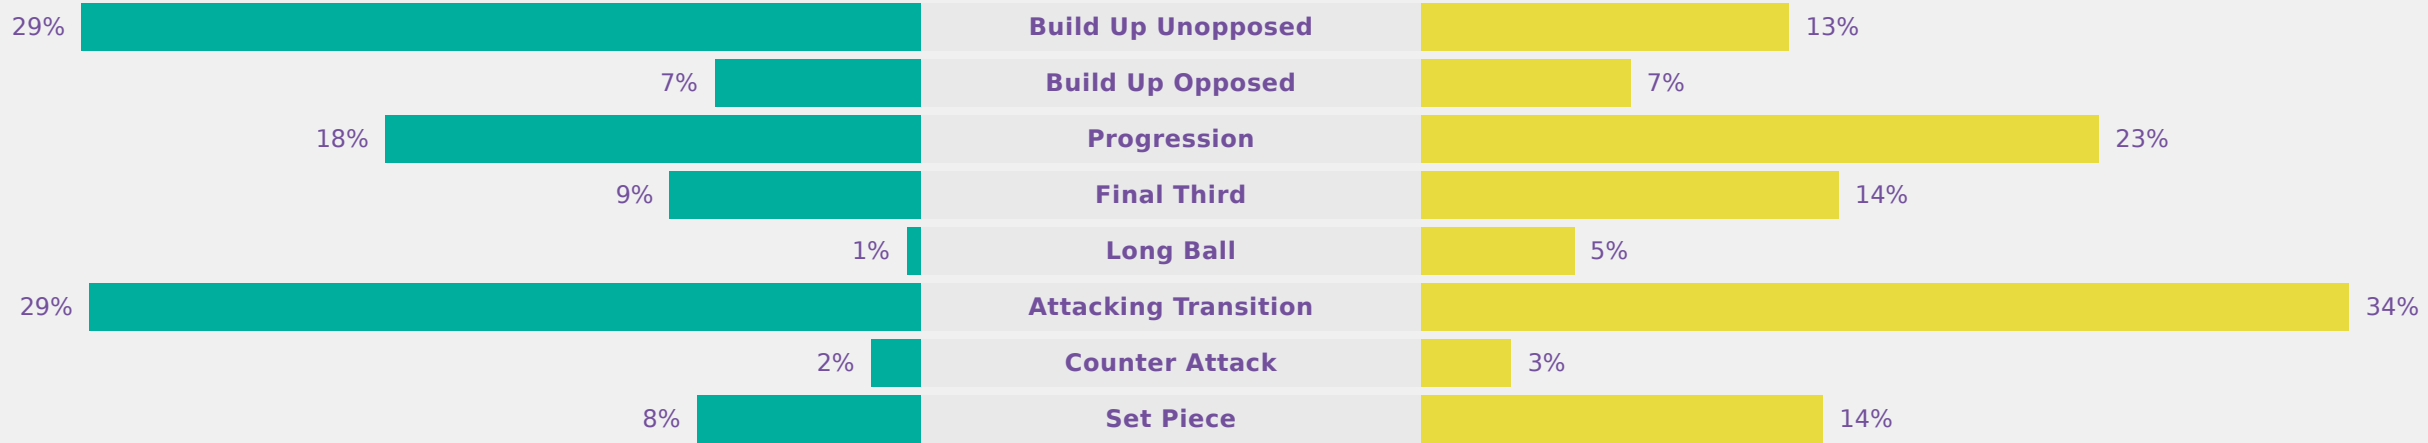 29% Build Up Unopposed 13%
7% Build Up Opposed 7%
18% Progression 23%
9% Final Third 14%
1% Long Ball 5%
29% Attacking Transition 34%
2% Counter Attack 3%
8% Set Piece 14%